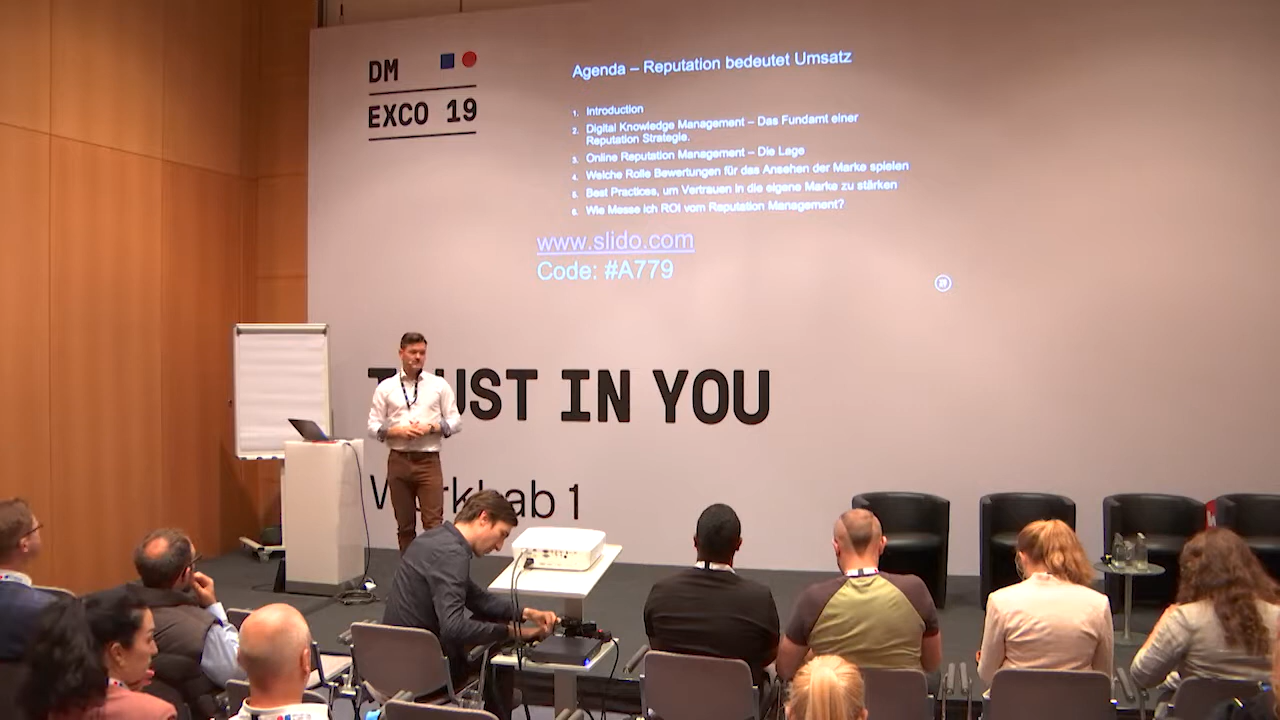 DM
EXCO 19
Agenda – Reputation bedeutet Umsatz
1. Introduction
2. Digital Knowledge Management – Das Fundamt einer
Reputation Strategie.
3. Online Reputation Management – Die Lage
4. Welche Rolle Bewertungen für das Ansehen der Marke spielen
5. Best Practices, um Vertrauen in die eigene Marke zu stärken
6. Wie Messe ich ROI vom Reputation Management?
www.slido.com
Code: #A779
T UST IN YOU
W rk ab 1